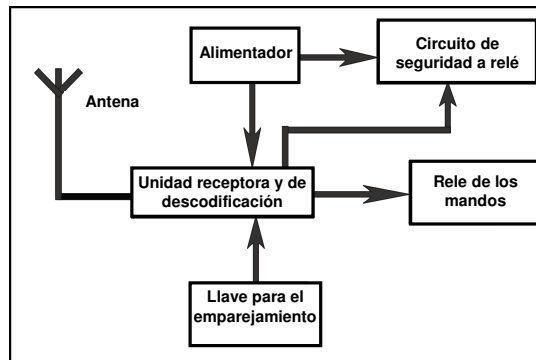 Alimentador
Circuito de
seguridad a relé
Antena
Unidad receptora y de
descodificación
Rele de los
mandos
Llave para el
emparejamiento